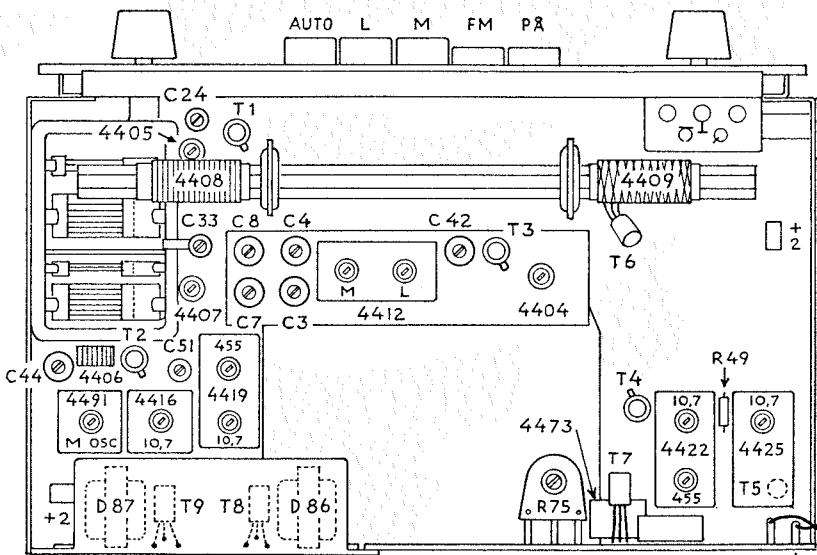 AUTO L M FM PÅ
C24
T1
4405
4408
4409
C33 C8 C4 C42 T3
T6
+
2
M L
4407
4412
4404
C7 C3
T2
C51
C44
4406
455
4419
10,7
R49
T4
4491
M OSC
4416
10,7
10,7
4422
455
10,7
4425
T5
4473
T7
R75
+2
D87
T9
T8
D86